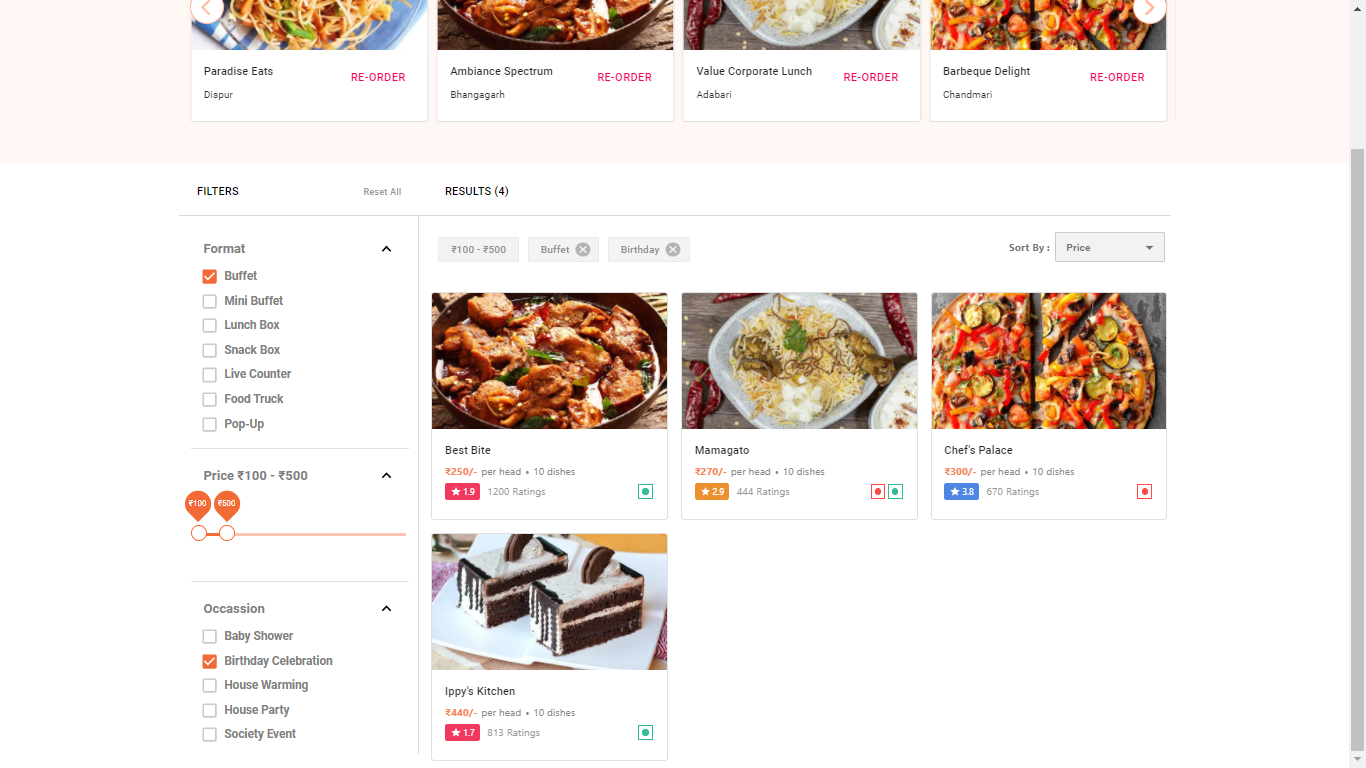 Paradise Eats
RE-ORDER
Dispur
Ambiance Spectrum
RE-ORDER
Bhangagarh
Value Corporate Lunch
RE-ORDER
Adabari
Barbeque Delight
RE-ORDER
Chandmari
FILTERS
Reset All
RESULTS (4)
Format
Buffet
Mini Buffet
Lunch Box
Snack Box
Live Counter
Food Truck
Pop-Up
Price ₹100 - ₹500
₹100
₹500
Occassion
Baby Shower
Birthday Celebration
House Warming
House Party
Society Event
₹100 - ₹500
Buffet
Birthday
Sort By :
Price
Best Bite
₹250/- per head • 10 dishes
1.9
1200 Ratings
Mamagato
₹270/- per head • 10 dishes
2.9
444 Ratings
Chef's Palace
₹300/- per head • 10 dishes
3.8
670 Ratings
Ippy's Kitchen
₹440/- per head • 10 dishes
1.7
813 Ratings